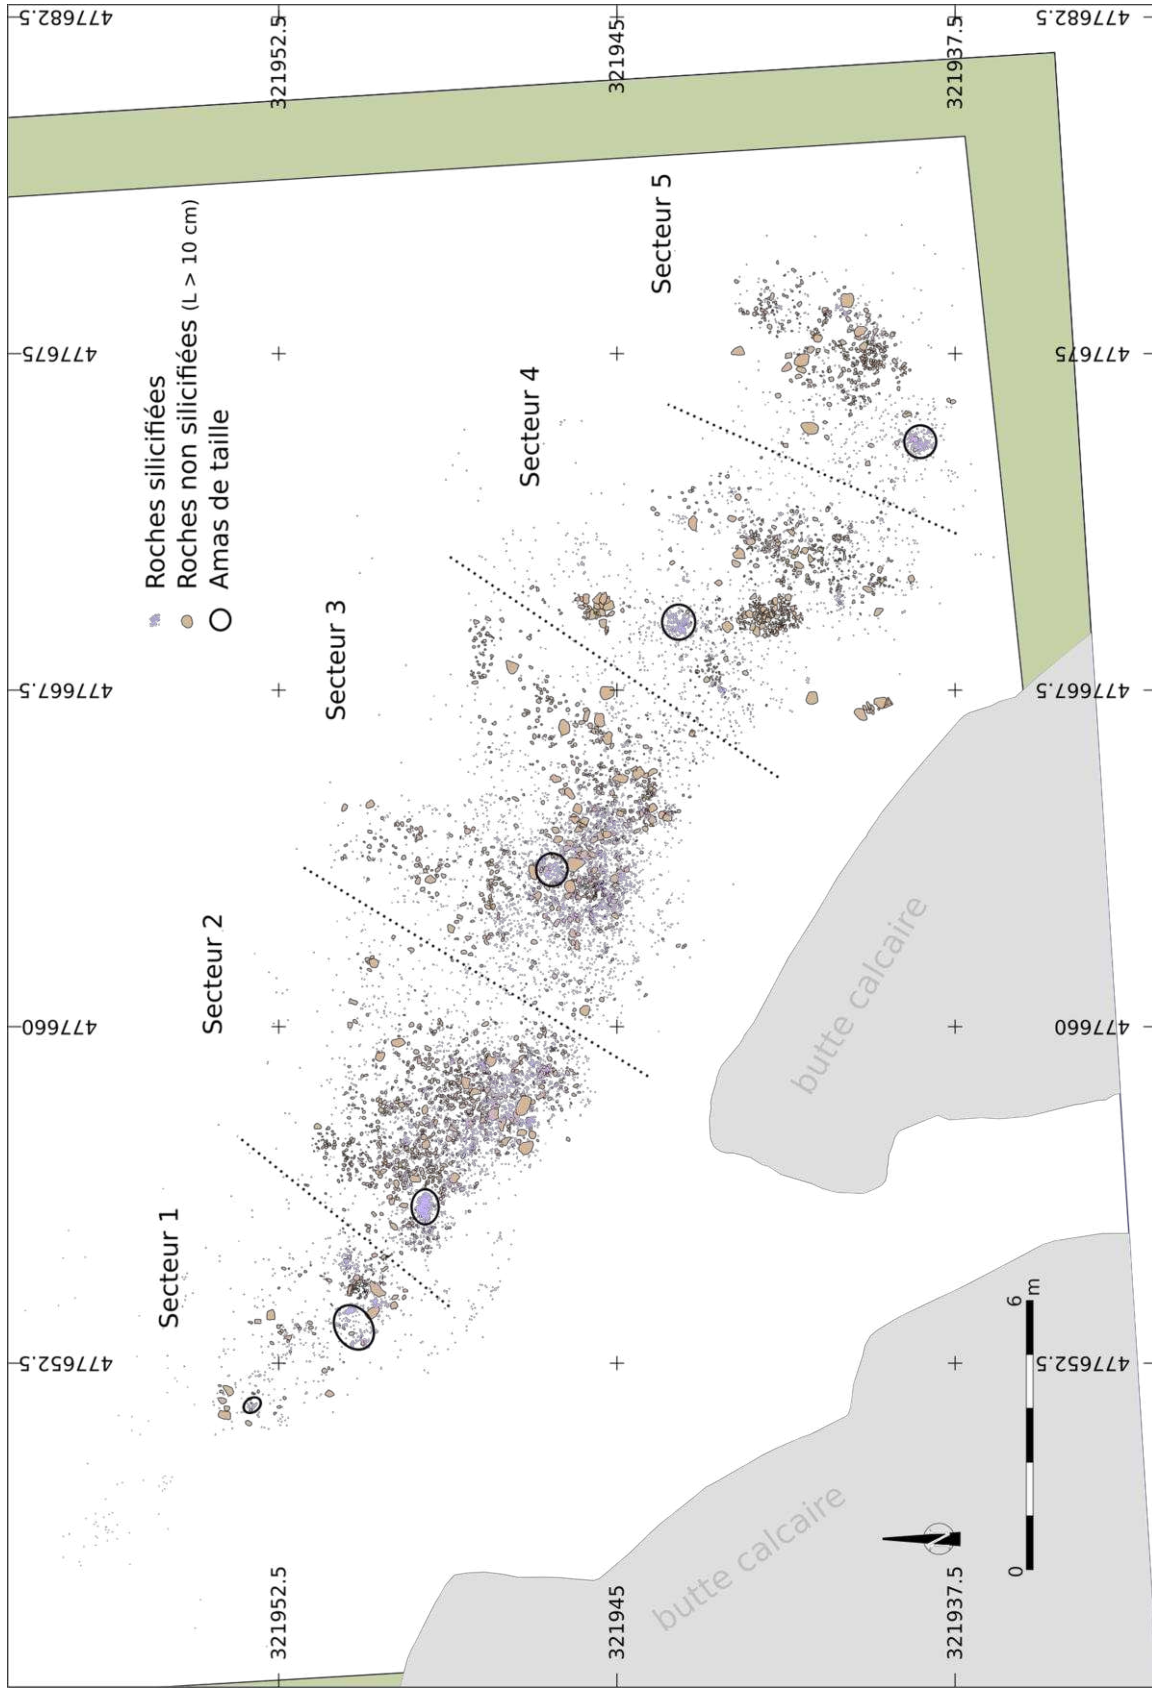 477652.5
477660
477667.5
477675
477682.5
321952.5
321952.5
321945
321945
321937.5
321937.5
Secteur 1
Secteur 2
Secteur 3
Secteur 4
Secteur 5
Roches silicifiées
Roches non silicifiées (L > 10 cm)
Amas de taille
butte calcaire
butte calcaire
N
0
6
m
477652.5
477660
477667.5
477675
477682.5